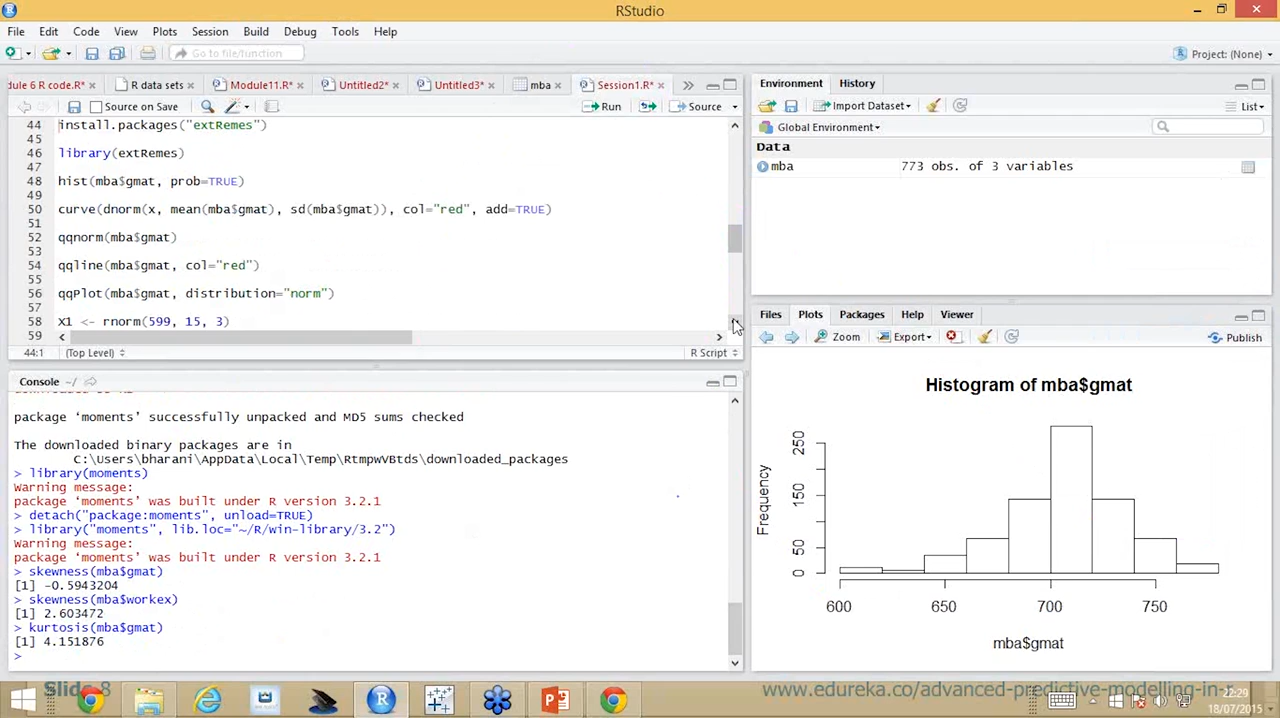 RStudio
File Edit Code View Plots Session Build Debug Tools Help
Go to file/function
Project: (None)
dule 6 R code.R* R data sets Module11.R* Untitled2* Untitled3* mba Session1.R*
Source on Save Run Source
44 install.packages("extRemes")
45
46 library(extRemes)
47
48 hist(mba$gmat, prob=TRUE)
49
50 curve(dnorm(x, mean(mba$gmat), sd(mba$gmat)), col="red", add=TRUE)
51
52 qqnorm(mba$gmat)
53
54 qqline(mba$gmat, col="red")
55
56 qqPlot(mba$gmat, distribution="norm")
57
58 X1 <- rnorm(599, 15, 3)
59
44:1 (Top Level) R Script
Console ~/
package ‘moments’ successfully unpacked and MD5 sums checked
The downloaded binary packages are in
C:\Users\bharani\AppData\Local\Temp\RtmpwVBtds\downloaded_packages
> library(moments)
Warning message:
package ‘moments’ was built under R version 3.2.1
> detach("package:moments", unload=TRUE)
> library("moments", lib.loc="~/R/win-library/3.2")
Warning message:
package ‘moments’ was built under R version 3.2.1
> skewness(mba$gmat)
[1] -0.5943204
> skewness(mba$workex)
[1] 2.603472
> kurtosis(mba$gmat)
[1] 4.151876
>
Environment History
Import Dataset List
Global Environment
Data
mba 773 obs. of 3 variables
Files Plots Packages Help Viewer
Zoom Export Publish
Histogram of mba$gmat
Frequency
0 50 150 250
600 650 700 750
mba$gmat
Slide 8
www.edureka.co/advanced-predictive-modelling-in-r
22:29
18/07/2015